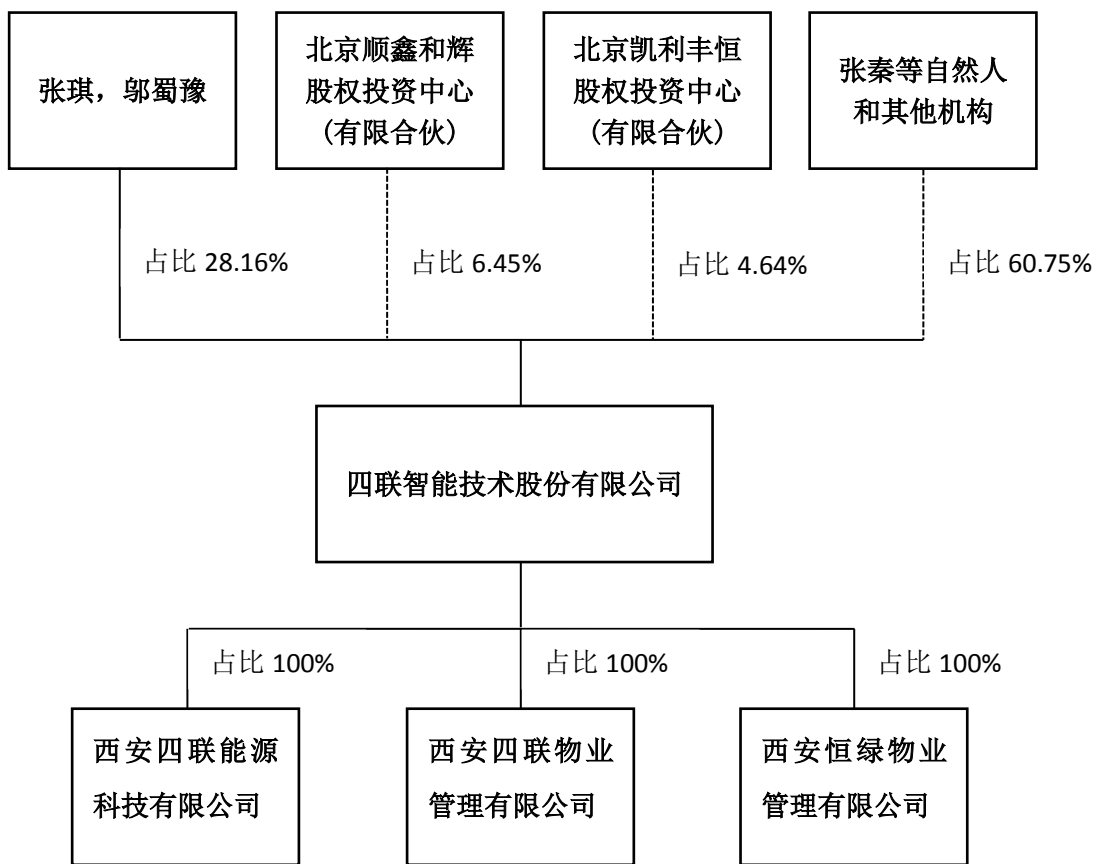 张琪，邬蜀豫
北京顺鑫和辉
股权投资中心
(有限合伙)
北京凯利丰恒
股权投资中心
(有限合伙)
张秦等自然人
和其他机构
占比 28.16%
占比 6.45%
占比 4.64%
占比 60.75%
四联智能技术股份有限公司
占比 100%
占比 100%
占比 100%
西安四联能源
科技有限公司
西安四联物业
管理有限公司
西安恒绿物业
管理有限公司